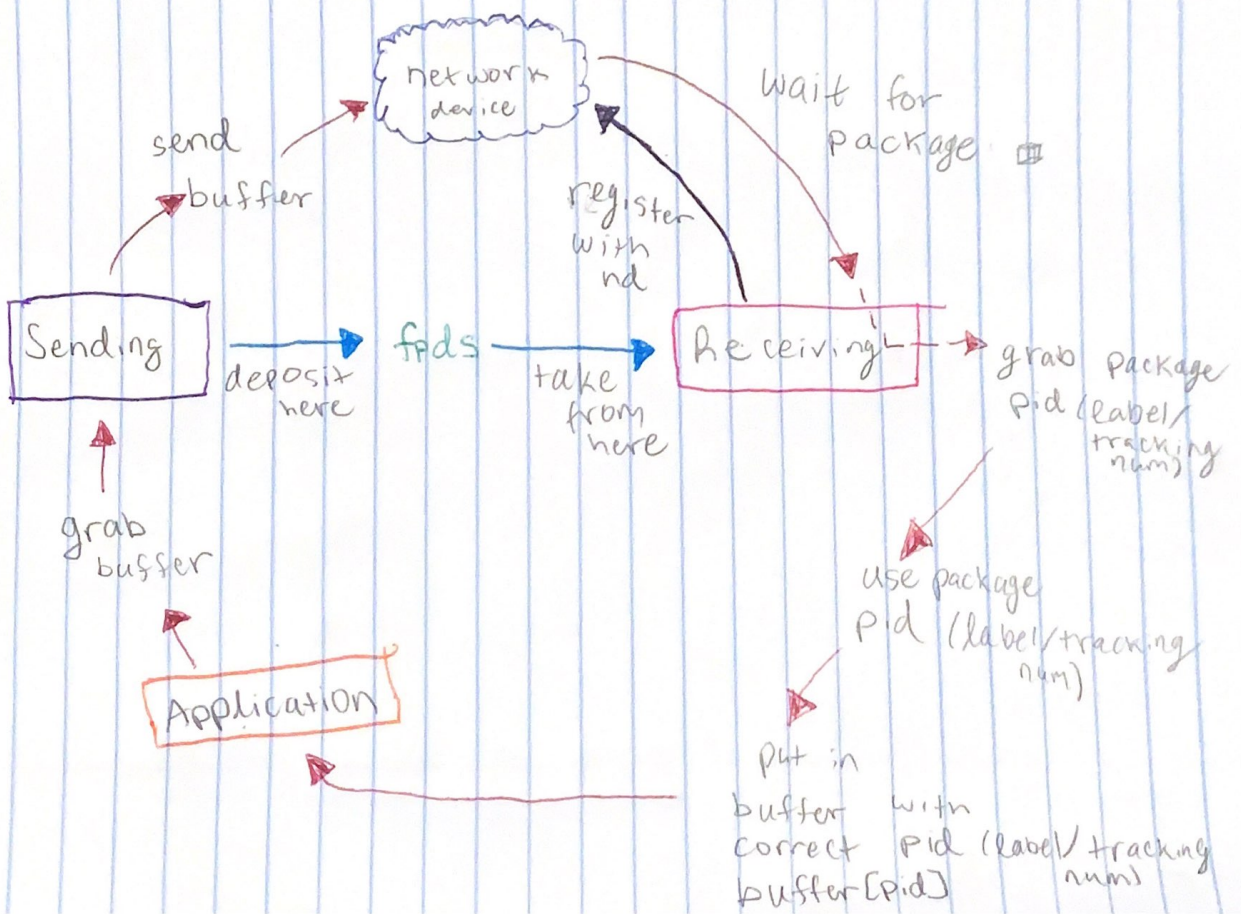 network
device
send
buffer
wait for
package
register
with
nd
Sending
deposit
here
fpds
take
from
here
Receiving
grab package
pid (label/
tracking
num)
grab
buffer
use package
pid (label/tracking
num)
Application
put in
buffer with
correct pid (label/tracking
num)
buffer[pid]